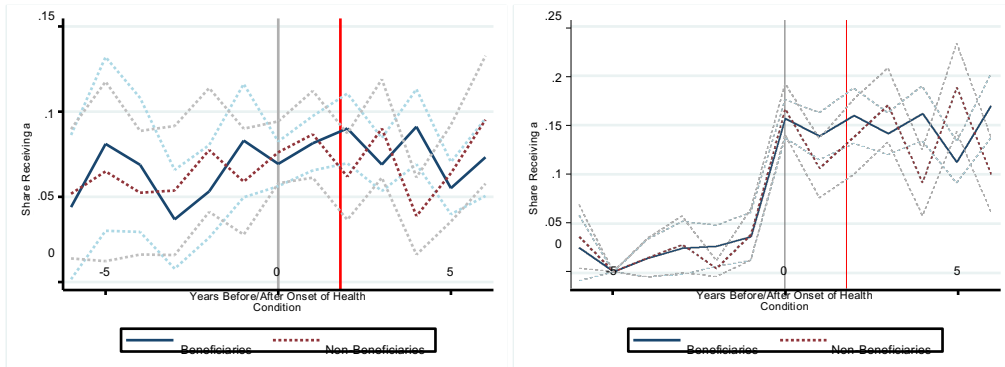 .15
.1
.05
0
Share Receiving a
-5
0
5
Years Before/After Onset of Health
Condition
Beneficiaries
Non-Beneficiaries
.25
.2
.15
.1
.05
0
Share Receiving a
-5
0
5
Years Before/After Onset of Health
Condition
Beneficiaries
Non-Beneficiaries